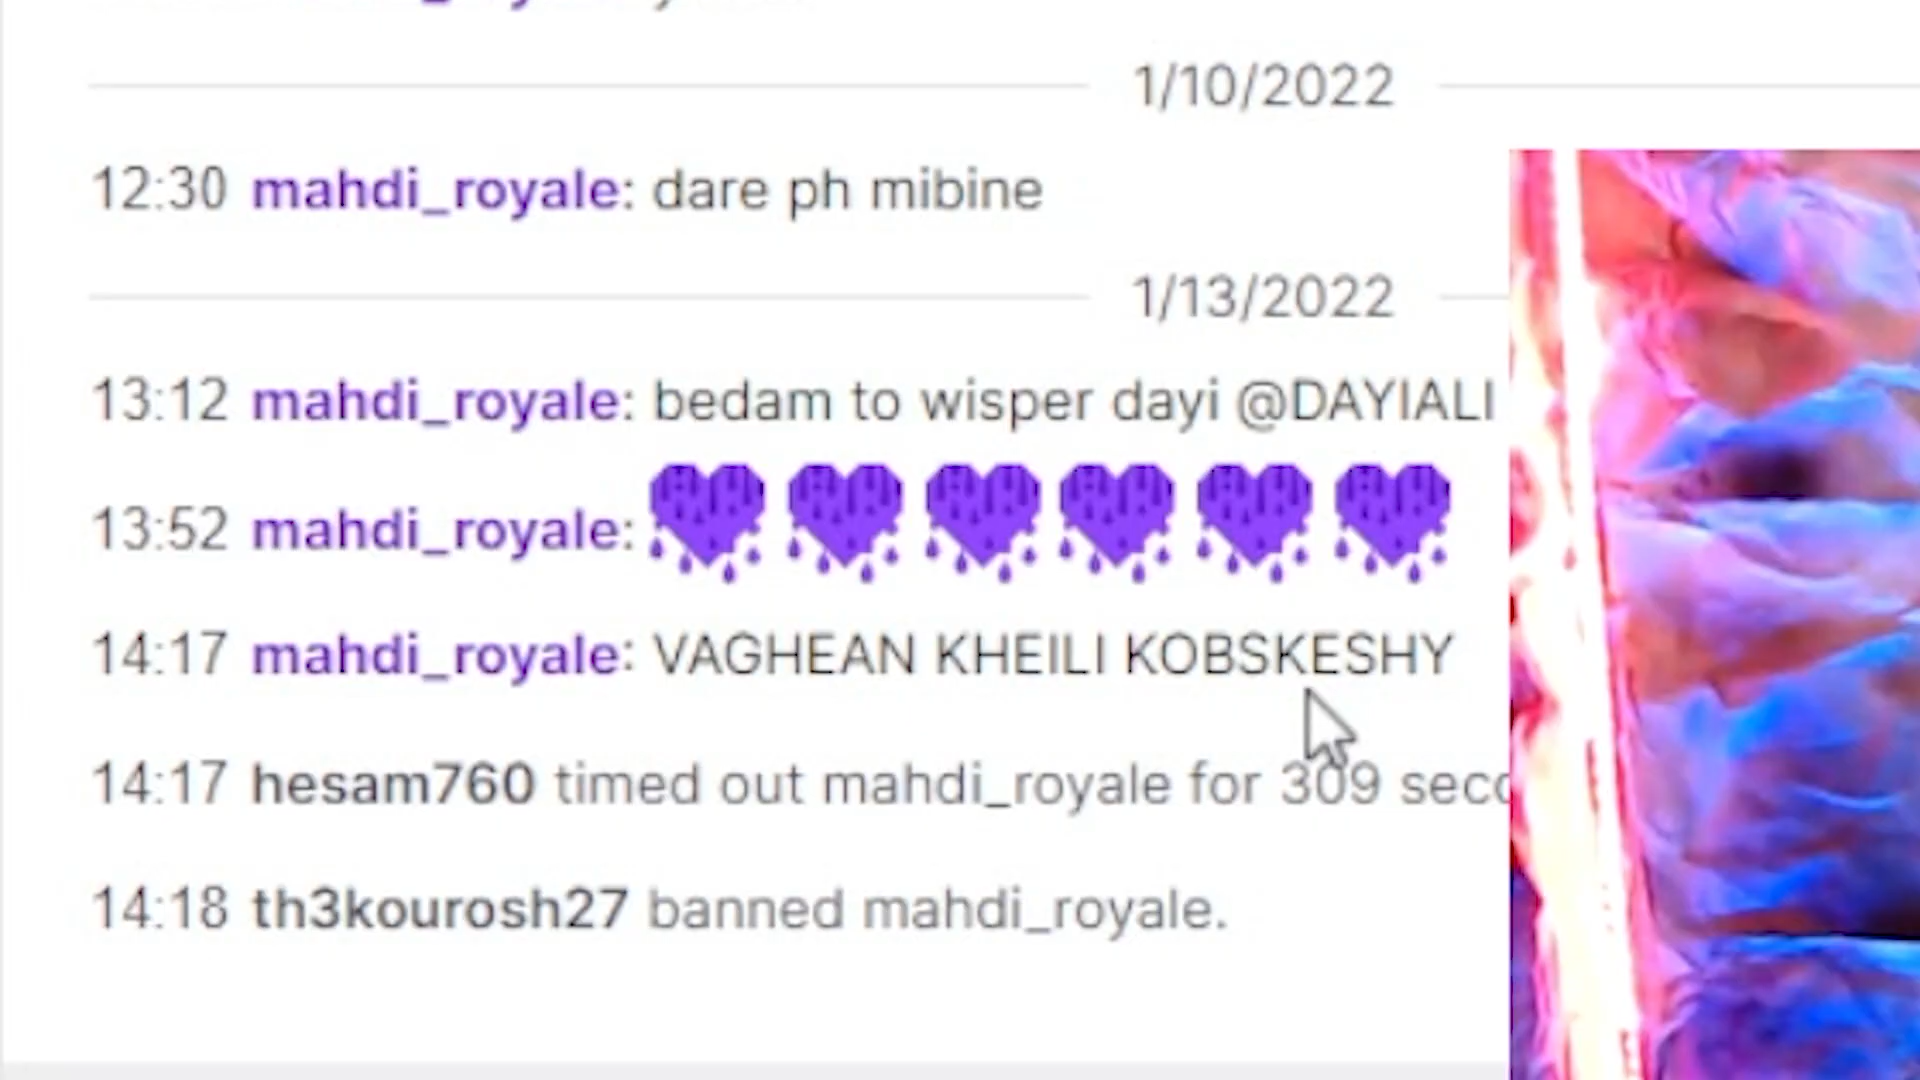 1/10/2022
12:30 mahdi_royale: dare ph mibine
1/13/2022
13:12 mahdi_royale: bedam to wisper dayi @DAYIALI
13:52 mahdi_royale:
14:17 mahdi_royale: VAGHEAN KHEILI KOBSKESHY
14:17 hesam760 timed out mahdi_royale for 309
14:18 th3kourosh27 banned mahdi_royale.